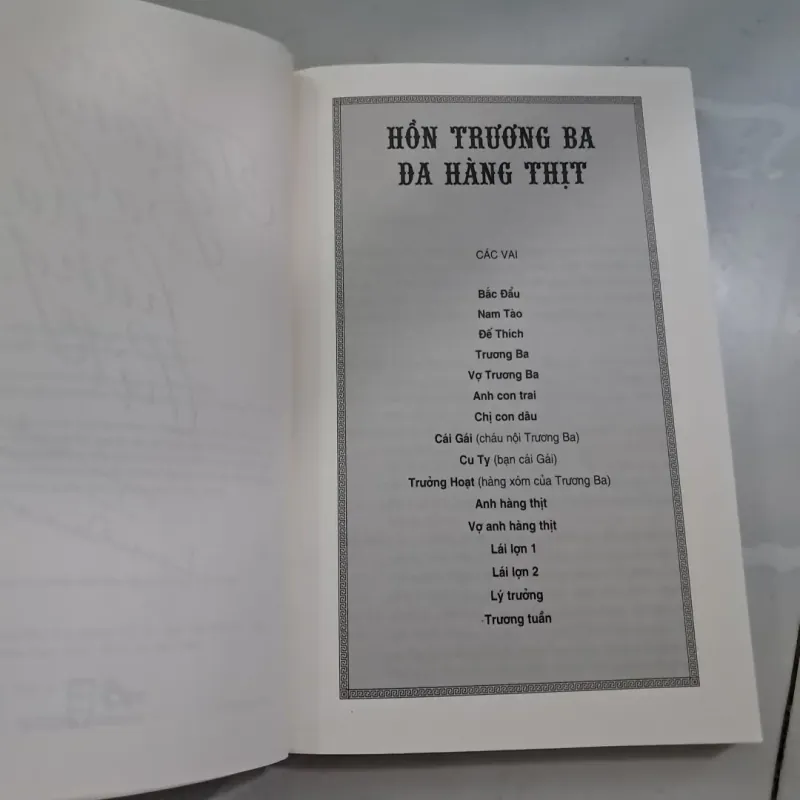 HỒN TRƯƠNG BA
DA HÀNG THỊT
CÁC VAI
Bắc Đẩu
Nam Tào
Đế Thích
Trương Ba
Vợ Trương Ba
Anh con trai
Chị con dâu
Cái Gái (cháu nội Trương Ba)
Cu Tỵ (bạn cái Gái)
Trưởng Hoạt (hàng xóm của Trương Ba)
Anh hàng thịt
Vợ anh hàng thịt
Lái lợn 1
Lái lợn 2
Lý trưởng
Trương tuần